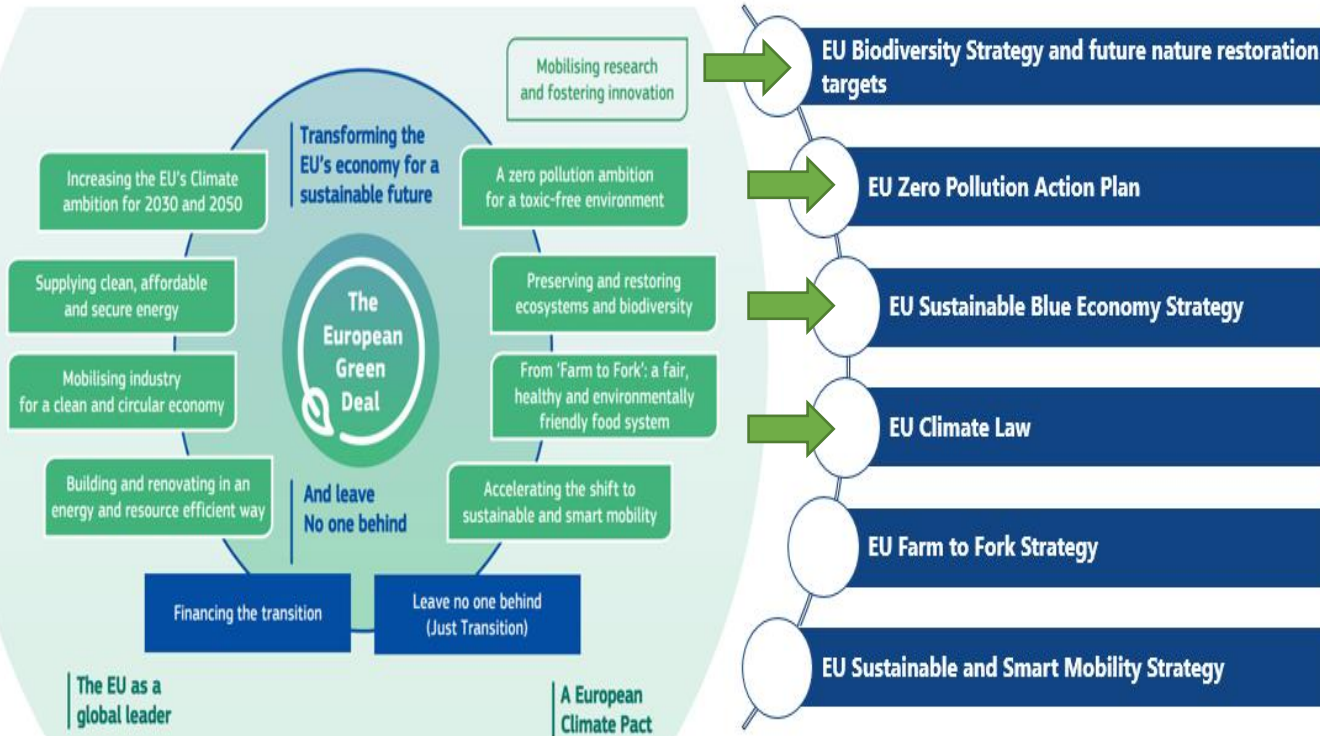 Mobilising research
and fostering innovation
Transforming the
EU's economy for a
sustainable future
Increasing the EU's Climate
ambition for 2030 and 2050
Supplying clean, affordable
and secure energy
Mobilising industry
for a clean and circular economy
Building and renovating in an
energy and resource efficient way
The
European
Green
Deal
A zero pollution ambition
for a toxic-free environment
Preserving and restoring
ecosystems and biodiversity
From 'Farm to Fork': a fair,
healthy and environmentally
friendly food system
Accelerating the shift to
sustainable and smart mobility
And leave
No one behind
Financing the transition
Leave no one behind
(Just Transition)
The EU as a
global leader
A European
Climate Pact
EU Biodiversity Strategy and future nature restoration
targets
EU Zero Pollution Action Plan
EU Sustainable Blue Economy Strategy
EU Climate Law
EU Farm to Fork Strategy
EU Sustainable and Smart Mobility Strategy